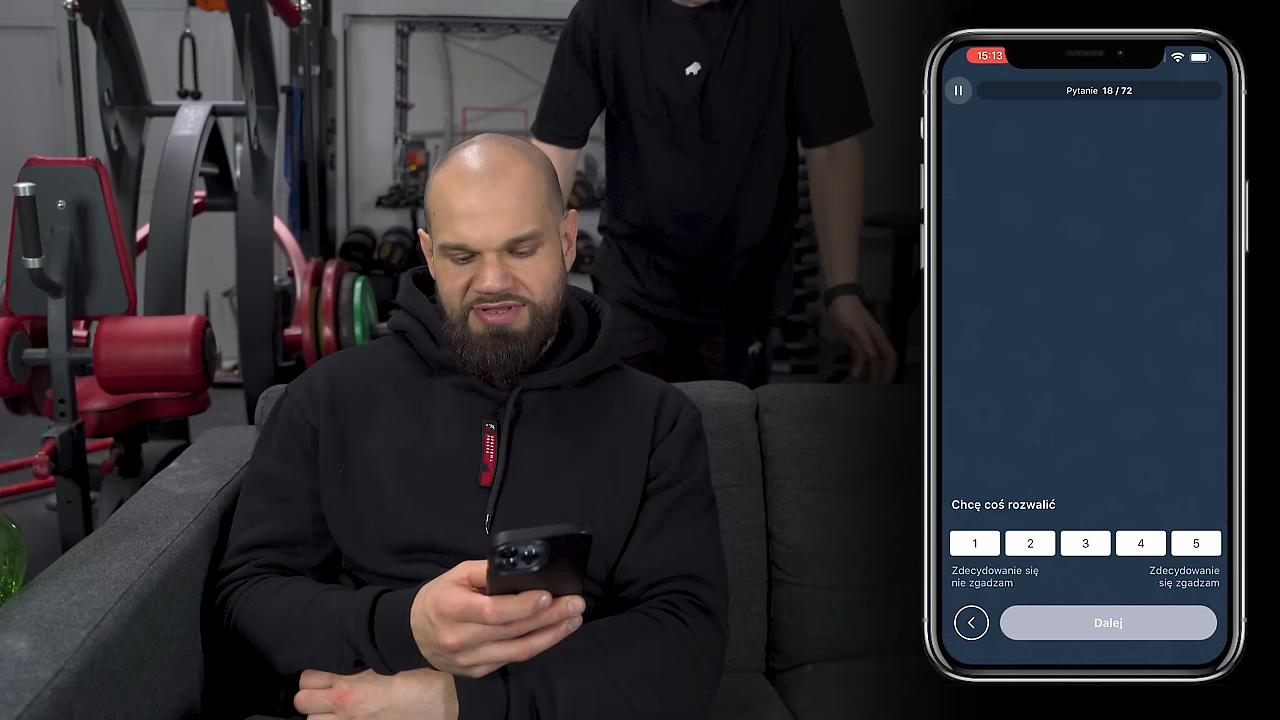 15:13
Pytanie 18 / 72
Chcę coś rozwalić
1 2 3 4 5
Zdecydowanie się
nie zgadzam
Zdecydowanie
się zgadzam
Dalej